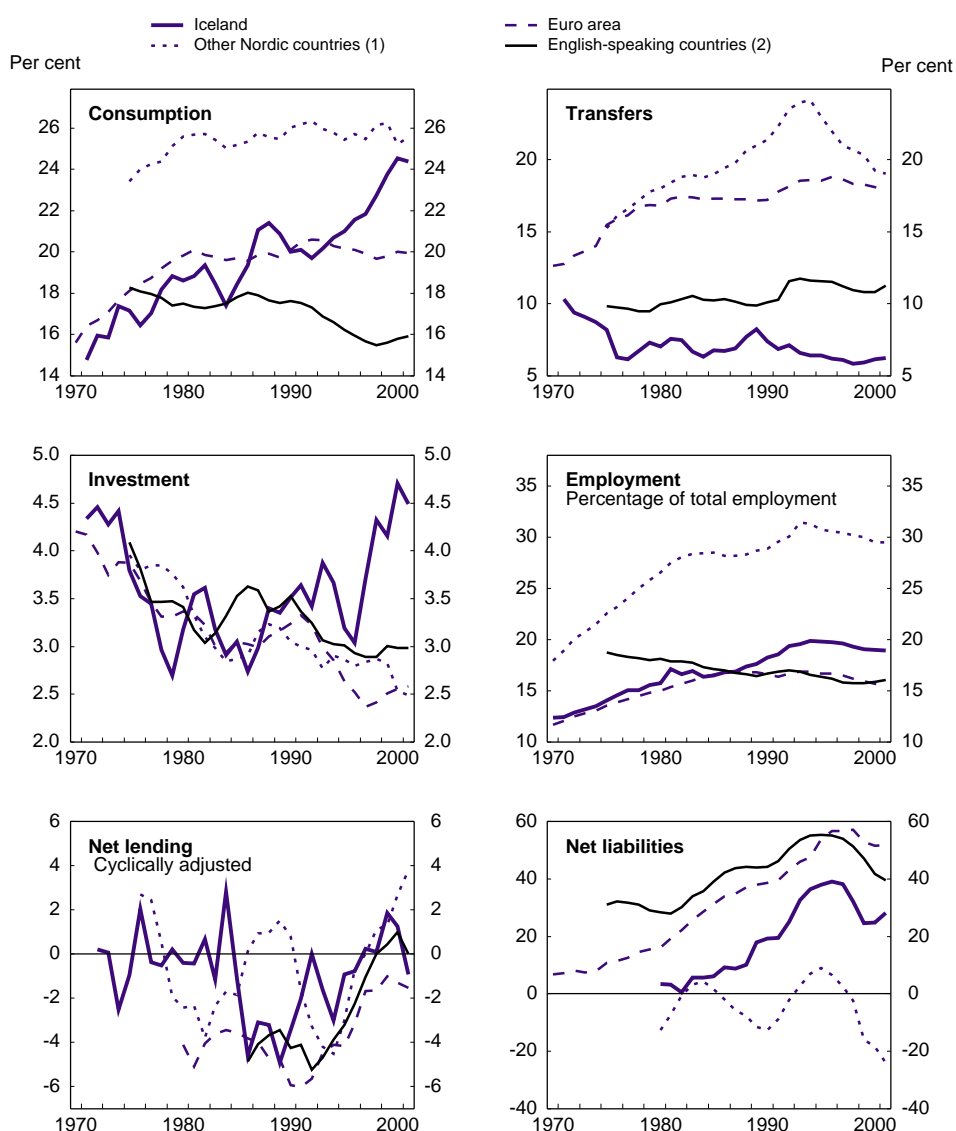 Iceland
Other Nordic countries (1)
Euro area
English-speaking countries (2)
Per cent
Per cent
Consumption
26 26
24 24
22 22
20 20
18 18
16 16
14 14
1970 1980 1990 2000
Transfers
20 20
15 15
10 10
5 5
1970 1980 1990 2000
Investment
5.0 5.0
4.5 4.5
4.0 4.0
3.5 3.5
3.0 3.0
2.5 2.5
2.0 2.0
1970 1980 1990 2000
Employment
Percentage of total employment
35 35
30 30
25 25
20 20
15 15
10 10
1970 1980 1990 2000
Net lending
Cyclically adjusted
6 6
4 4
2 2
0 0
-2 -2
-4 -4
-6 -6
1970 1980 1990 2000
Net liabilities
60 60
40 40
20 20
0 0
-20 -20
-40 -40
1970 1980 1990 2000